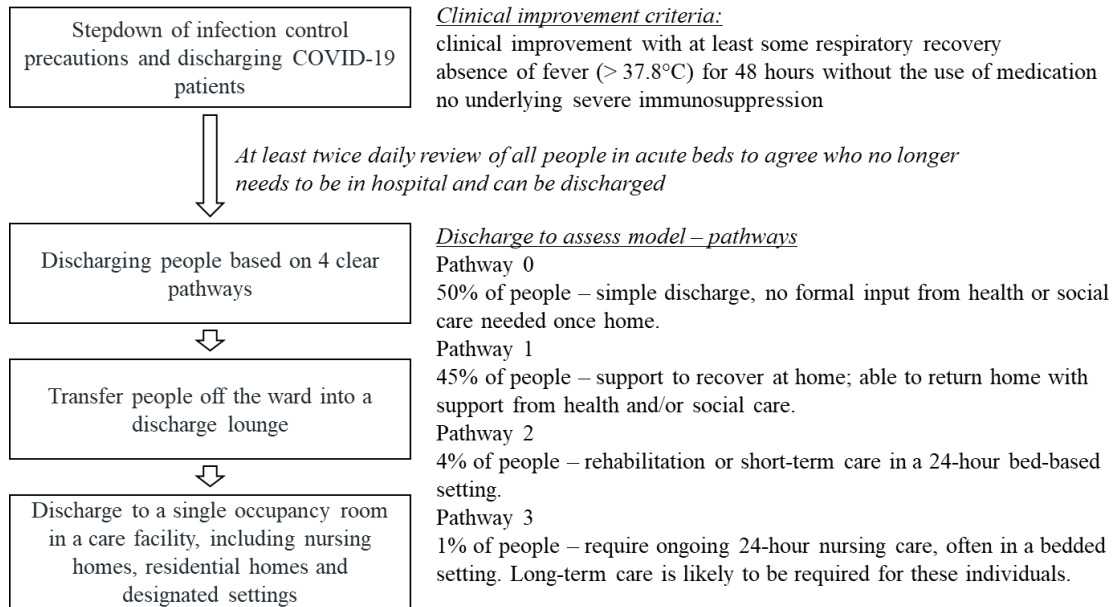 Stepdown of infection control
precautions and discharging COVID-19
patients
Clinical improvement criteria:
clinical improvement with at least some respiratory recovery
absence of fever (> 37.8°C) for 48 hours without the use of medication
no underlying severe immunosuppression
At least twice daily review of all people in acute beds to agree who no longer
needs to be in hospital and can be discharged
Discharging people based on 4 clear
pathways
Transfer people off the ward into a
discharge lounge
Discharge to a single occupancy room
in a care facility, including nursing
homes, residential homes and
designated settings
Discharge to assess model – pathways
Pathway 0
50% of people – simple discharge, no formal input from health or social
care needed once home.
Pathway 1
45% of people – support to recover at home; able to return home with
support from health and/or social care.
Pathway 2
4% of people – rehabilitation or short-term care in a 24-hour bed-based
setting.
Pathway 3
1% of people – require ongoing 24-hour nursing care, often in a bedded
setting. Long-term care is likely to be required for these individuals.